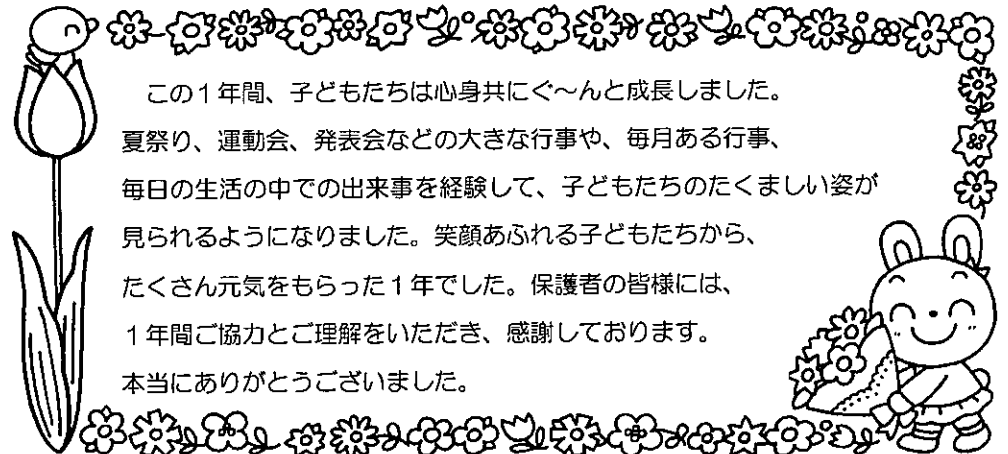 この1年間、子どもたちは心身共にぐ～んと成長しました。
夏祭り、運動会、発表会などの大きな行事や、毎月ある行事、
毎日の生活の中での出来事を経験して、子どもたちのたくましい姿が
見られるようになりました。笑顔あふれる子どもたちから、
たくさん元気をもらった1年でした。保護者の皆様には、
1年間ご協力とご理解をいただき、感謝しております。
本当にありがとうございました。